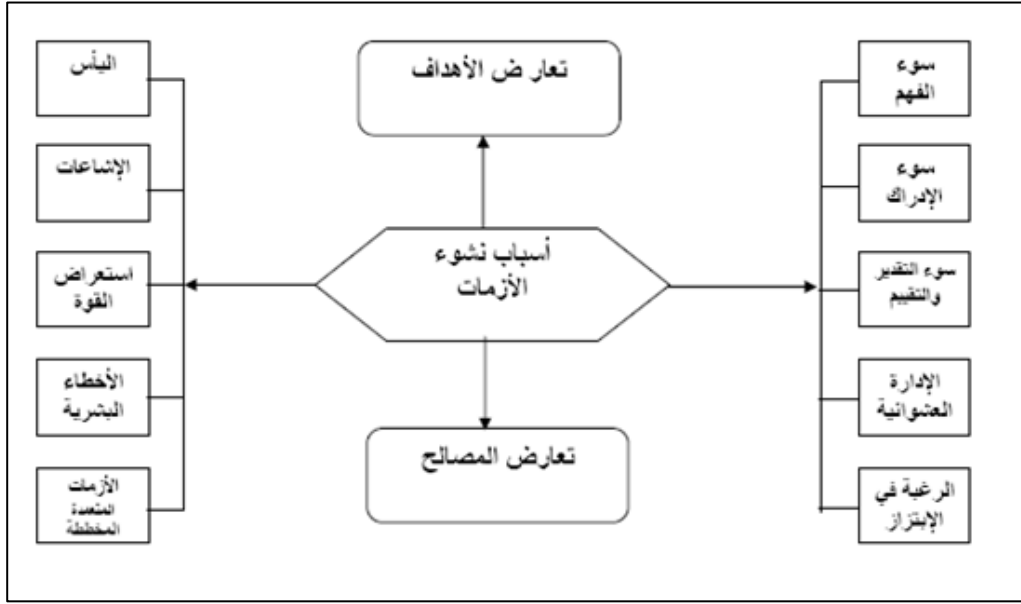 تعارض الأهداف
سوء
الفهم
سوء
الإدراك
سوء التقدير
والتقييم
الإدارة
العشوائية
الرغبة في
الإبتزاز
أسباب نشوء
الأزمات
تعارض المصالح
اليأس
الإشاعات
استعراض
القوة
الأخطاء
البشرية
الأزمات
المتعمدة
المخططة